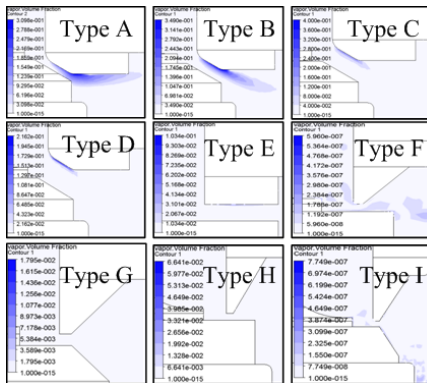 Vapor.Volume Fraction
Contour 2
Type A
3.098e-001
2.788e-001
2.479e-001
2.169e-001
1.859e-001
1.549e-001
1.239e-001
9.295e-002
6.196e-002
3.098e-002
1.000e-015
Vapor.Volume Fraction
Contour 1
Type B
3.490e-001
3.141e-001
2.792e-001
2.443e-001
2.094e-001
1.745e-001
1.396e-001
1.047e-001
6.981e-002
3.490e-002
1.000e-015
Vapor.Volume Fraction
Contour 1
Type C
4.000e-001
3.600e-001
3.200e-001
2.800e-001
2.400e-001
2.000e-001
1.600e-001
1.200e-001
8.000e-002
4.000e-002
1.000e-015
Vapor.Volume Fraction
Contour 1
Type D
2.162e-001
1.945e-001
1.729e-001
1.513e-001
1.297e-001
1.081e-001
8.647e-002
6.485e-002
4.323e-002
2.162e-002
1.000e-015
Vapor.Volume Fraction
Contour 1
Type E
1.034e-001
9.303e-002
8.269e-002
7.235e-002
6.202e-002
5.168e-002
4.134e-002
3.101e-002
2.067e-002
1.034e-002
1.000e-015
Vapor.Volume Fraction
Contour 1
Type F
5.960e-007
5.364e-007
4.768e-007
4.172e-007
3.576e-007
2.980e-007
2.384e-007
1.788e-007
1.192e-007
5.960e-008
1.000e-015
Vapor.Volume Fraction
Contour 1
Type G
1.795e-002
1.615e-002
1.436e-002
1.256e-002
1.077e-002
8.973e-003
7.178e-003
5.384e-003
3.589e-003
1.795e-003
1.000e-015
Vapor.Volume Fraction
Contour 1
Type H
6.641e-002
5.977e-002
5.313e-002
4.649e-002
3.985e-002
3.321e-002
2.656e-002
1.992e-002
1.328e-002
6.641e-003
1.000e-015
Vapor.Volume Fraction
Contour 1
Type I
7.749e-007
6.974e-007
6.199e-007
5.424e-007
4.649e-007
3.874e-007
3.099e-007
2.325e-007
1.550e-007
7.749e-008
1.000e-015